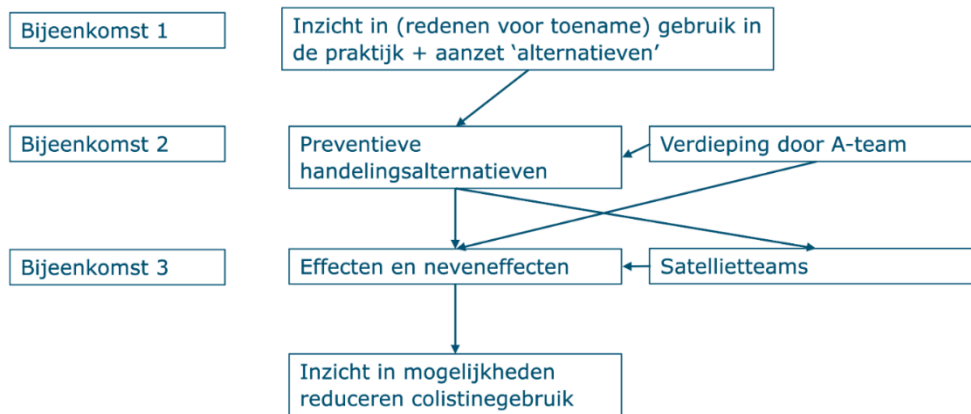 Bijeenkomst 1
Inzicht in (redenen voor toename) gebruik in
de praktijk + aanzet ‘alternatieven’
Bijeenkomst 2
Preventieve
handelingsalternatieven
Verdieping door A-team
Bijeenkomst 3
Effecten en neveneffecten
Satellietteams
Inzicht in mogelijkheden
reduceren colistinegebruik